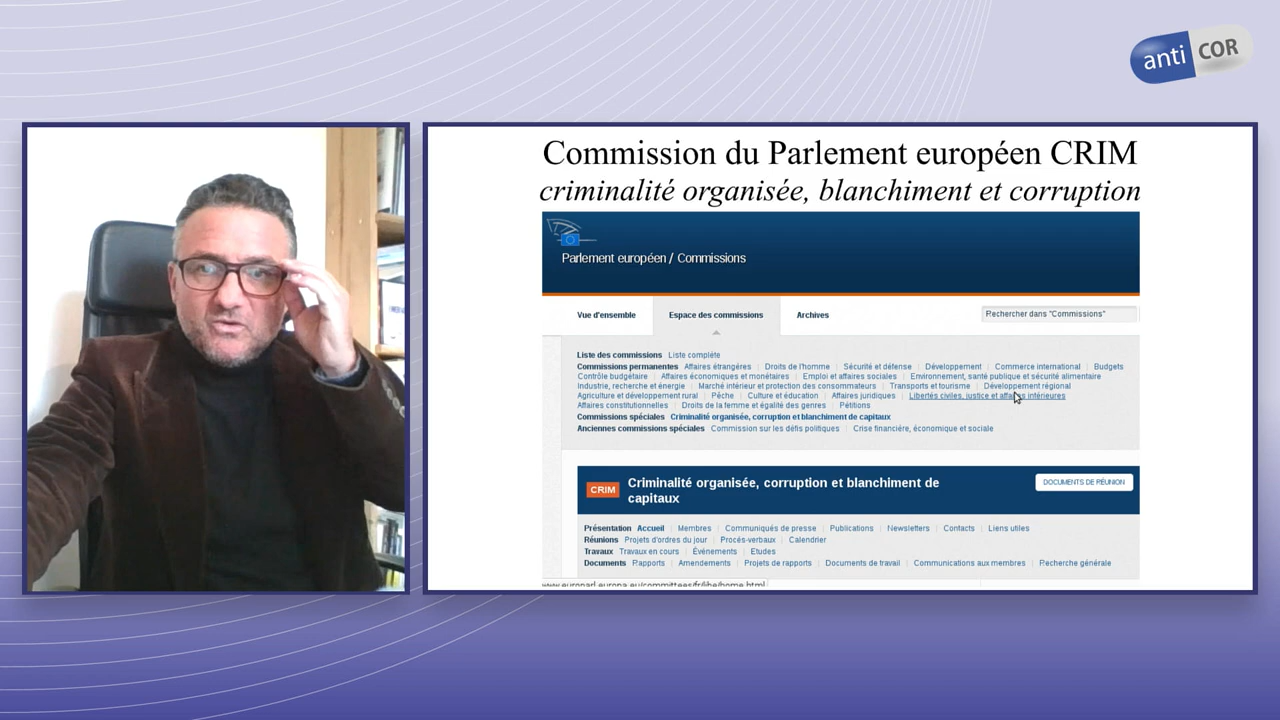 anti COR
Commission du Parlement européen CRIM
criminalité organisée, blanchiment et corruption
Parlement européen / Commissions
Vue d'ensemble Espace des commissions Archives Rechercher dans "Commissions"
Liste des commissions Liste complète
Commissions permanentes Affaires étrangères | Droits de l'homme | Sécurité et défense | Développement | Commerce international | Budgets
Contrôle budgétaire | Affaires économiques et monétaires | Emploi et affaires sociales | Environnement, santé publique et sécurité alimentaire
Industrie, recherche et énergie | Marché intérieur et protection des consommateurs | Transports et tourisme | Développement régional
Agriculture et développement rural | Pêche | Culture et éducation | Affaires juridiques | Libertés civiles, justice et affaires intérieures
Affaires constitutionnelles | Droits de la femme et égalité des genres | Pétitions
Commissions spéciales Criminalité organisée, corruption et blanchiment de capitaux
Anciennes commissions spéciales Commission sur les défis politiques | Crise financière, économique et sociale
CRIM Criminalité organisée, corruption et blanchiment de
capitaux
DOCUMENTS DE RÉUNION
Présentation Accueil | Membres | Communiqués de presse | Publications | Newsletters | Contacts | Liens utiles
Réunions Projets d'ordres du jour | Procès-verbaux | Calendrier
Travaux Travaux en cours | Événements | Etudes
Documents Rapports | Amendements | Projets de rapports | Documents de travail | Communications aux membres | Recherche générale
www.europarl.europa.eu/committees/fr/libe/home.html